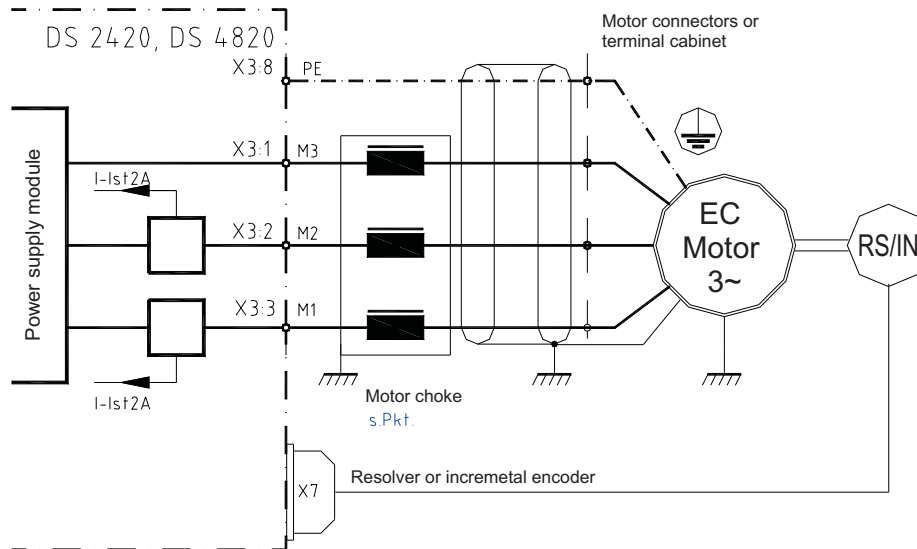 DS 2420, DS 4820
Motor connectors or
terminal cabinet
X3:8 PE
X3:1 M3
I-Ist2A
X3:2 M2
X3:3 M1
I-Ist2A
Power supply module
EC
Motor
3~
RS/IN
Motor choke
s.Pkt.
X7
Resolver or incremetal encoder